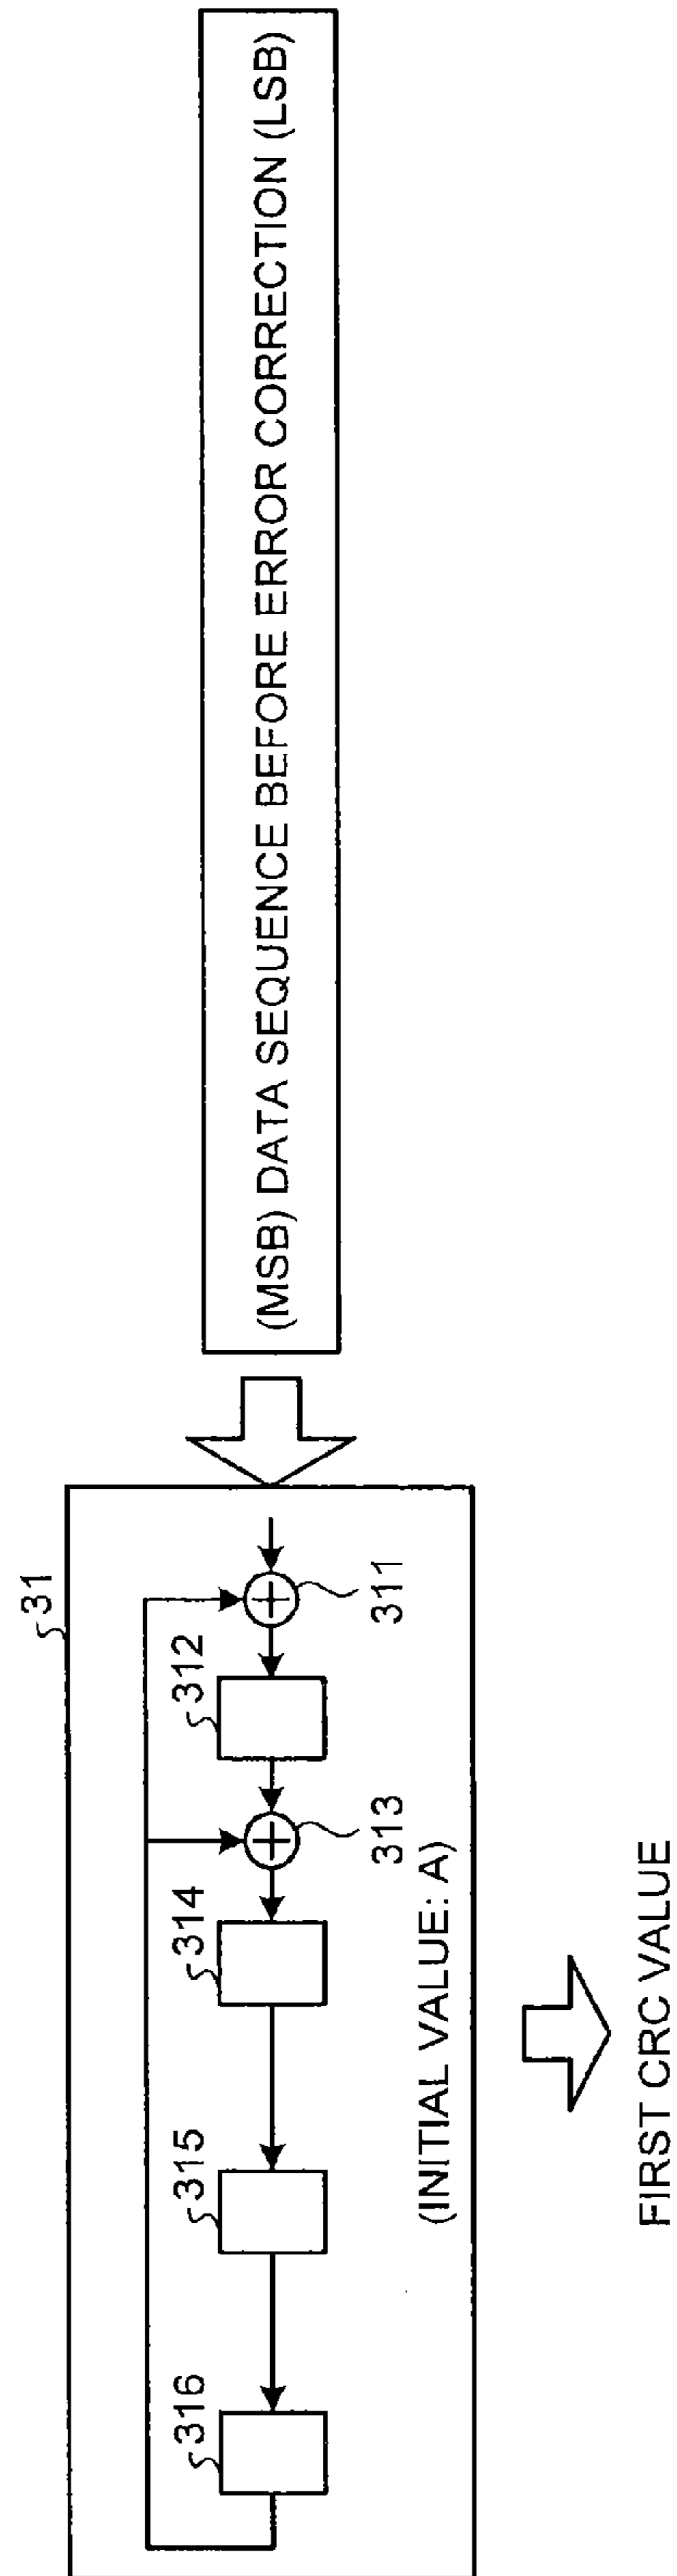 31
316
315
314
312
313
311
(INITIAL VALUE: A)
(MSB) DATA SEQUENCE BEFORE ERROR CORRECTION (LSB)
FIRST CRC VALUE